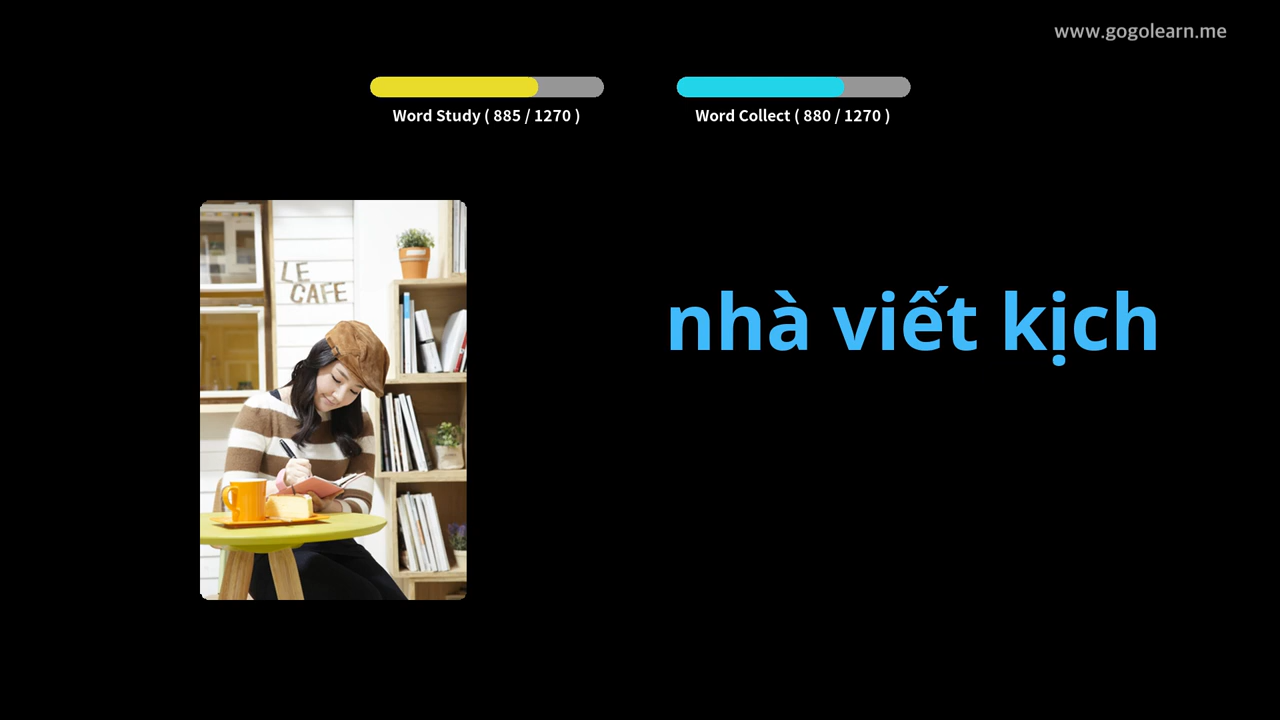 www.gogolearn.me
Word Study ( 885 / 1270 )
Word Collect ( 880 / 1270 )
LE
CAFE
nhà viết kịch